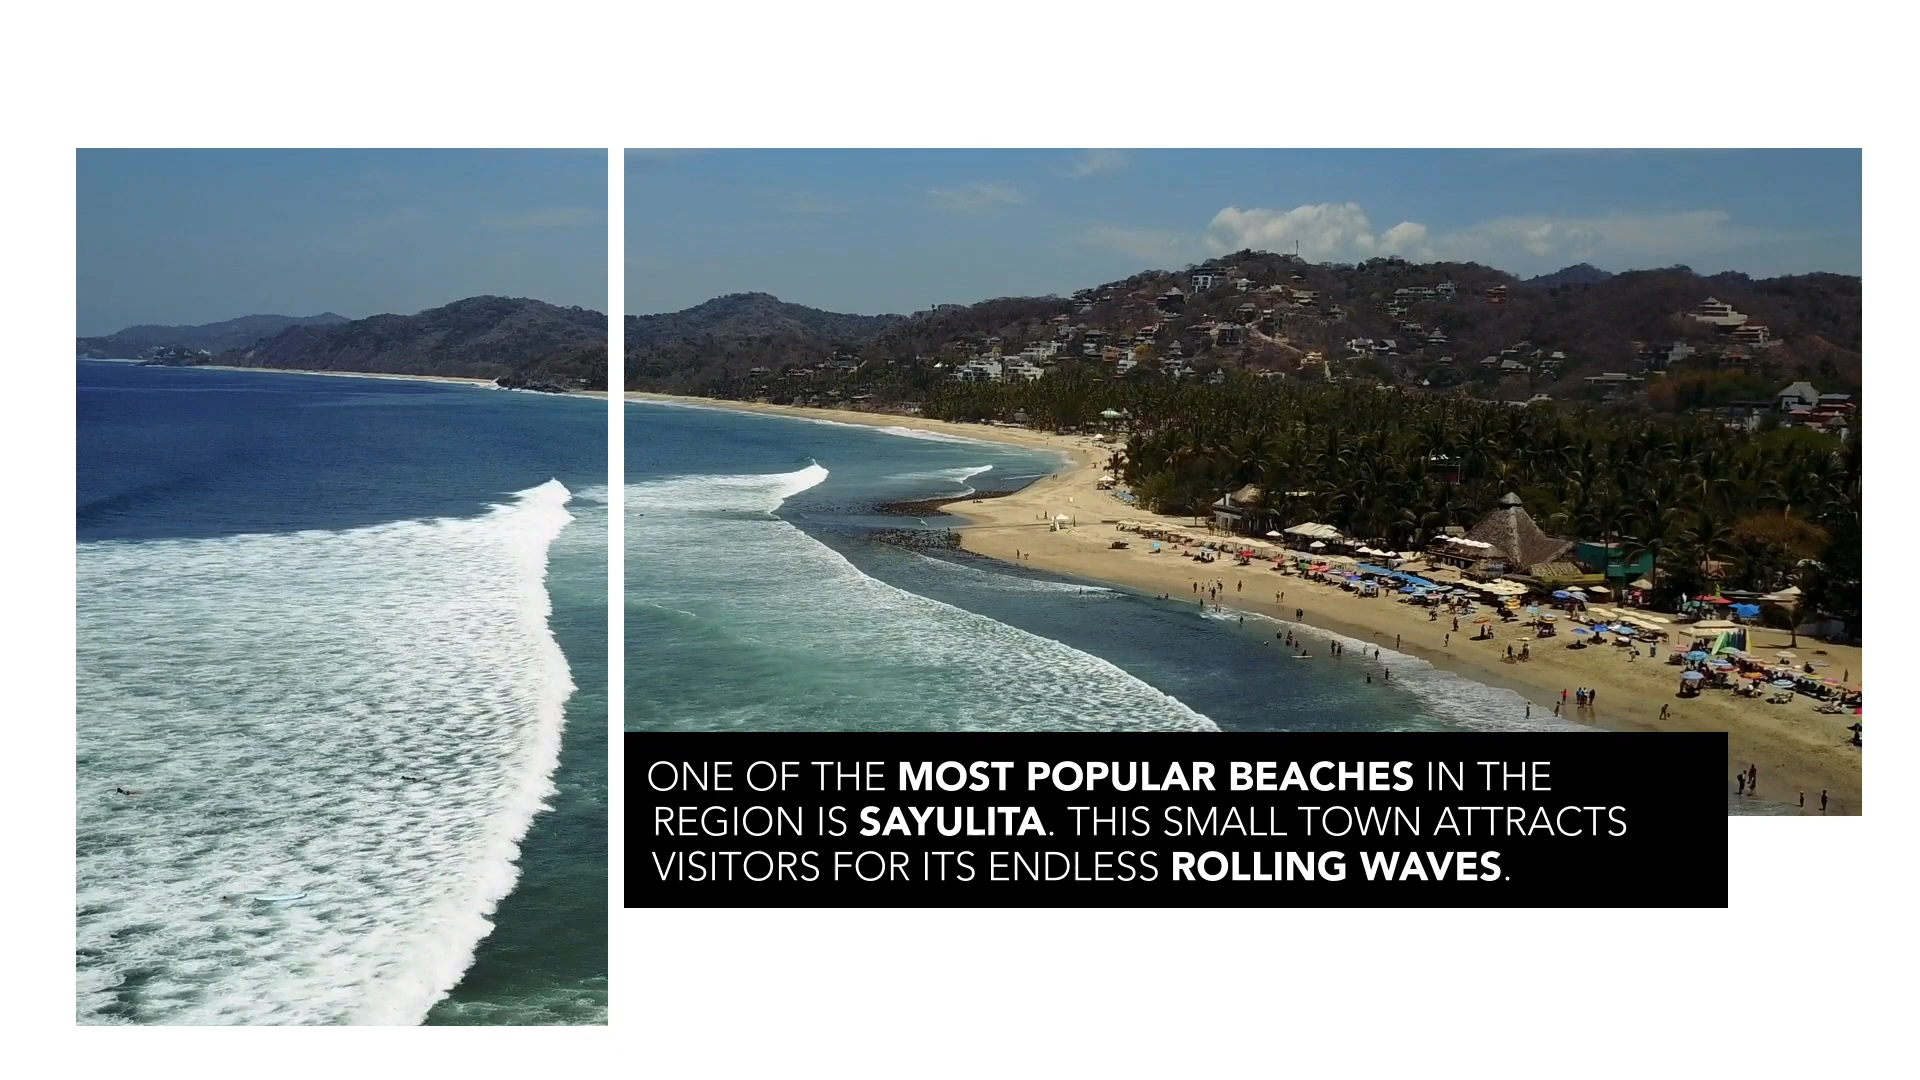 ONE OF THE MOST POPULAR BEACHES IN THE
REGION IS SAYULITA. THIS SMALL TOWN ATTRACTS
VISITORS FOR ITS ENDLESS ROLLING WAVES.